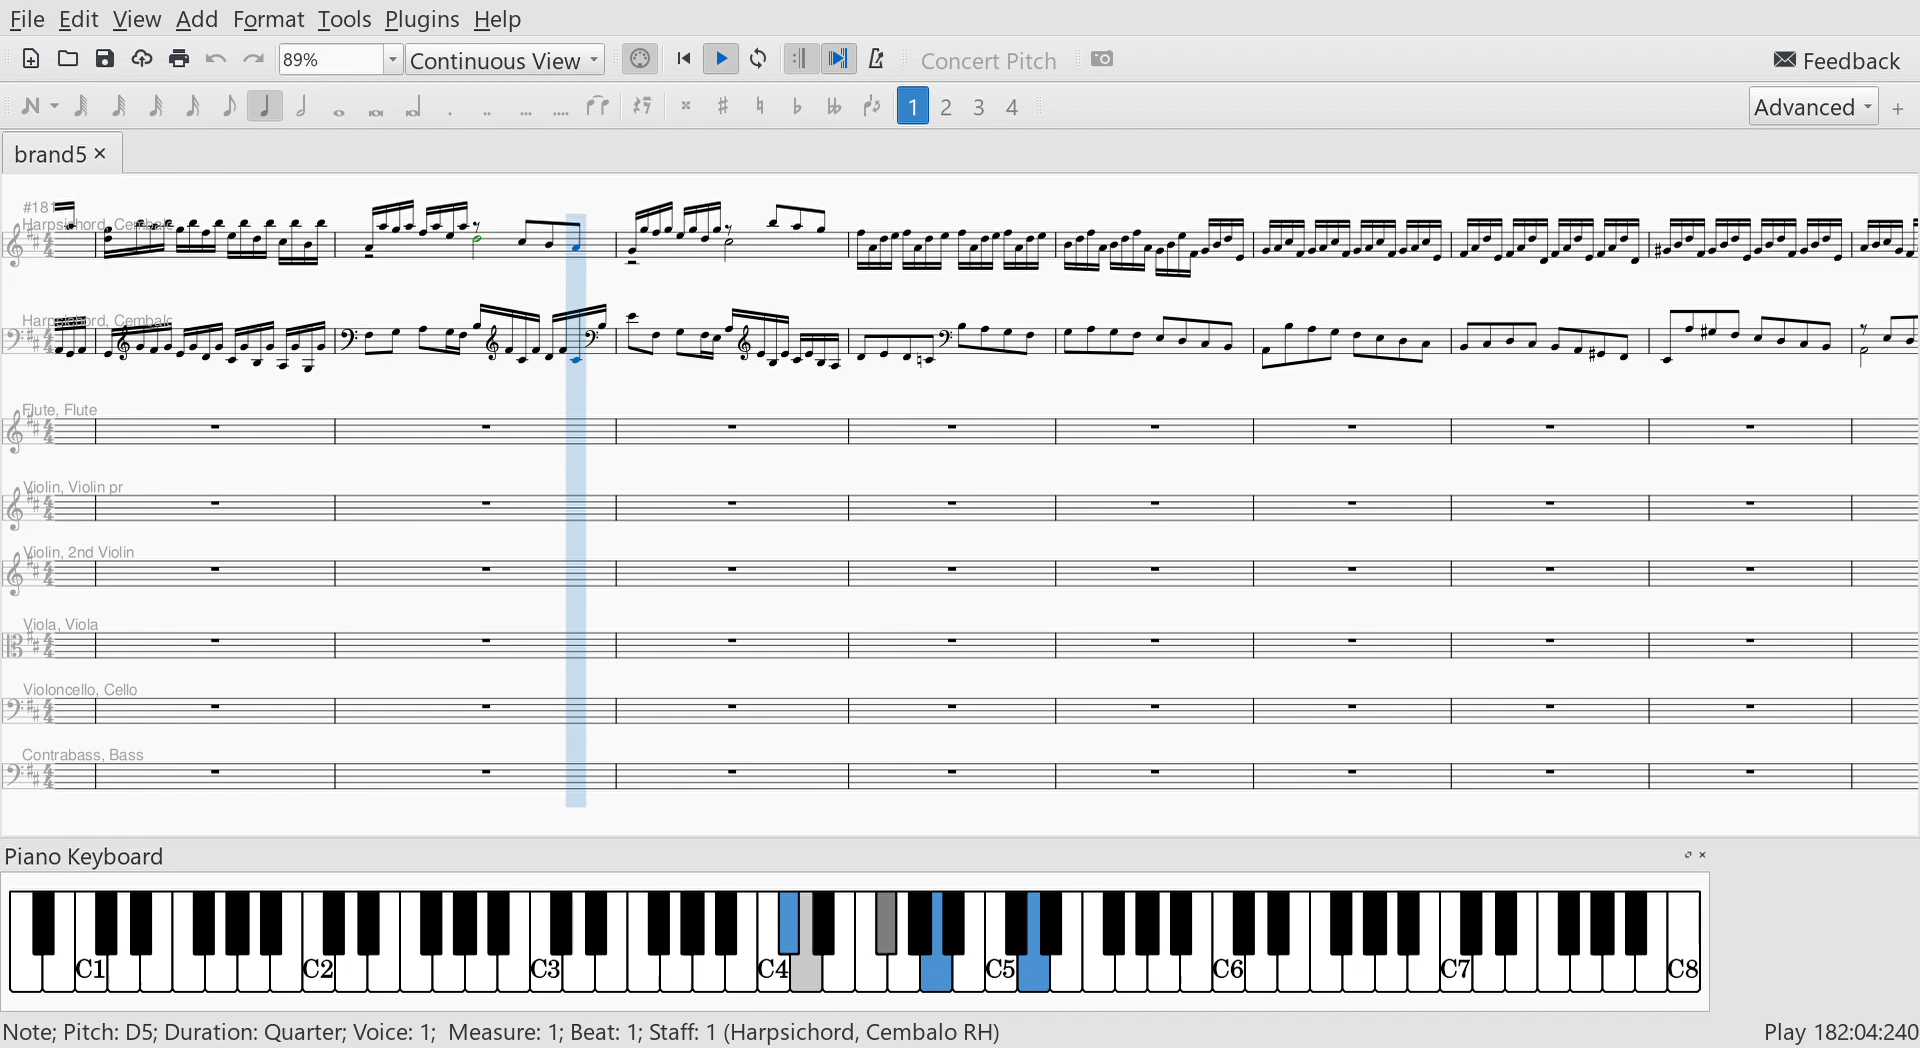 File Edit View Add Format Tools Plugins Help
89% Continuous View Concert Pitch Feedback
1 2 3 4 Advanced +
brand5 ×
#181
Harpsichord, Cembalo
Harpsichord, Cembalo
Flute, Flute
Violin, Violin pr
Violin, 2nd Violin
Viola, Viola
Violoncello, Cello
Contrabass, Bass
Piano Keyboard
C1 C2 C3 C4 C5 C6 C7 C8
Note; Pitch: D5; Duration: Quarter; Voice: 1; Measure: 1; Beat: 1; Staff: 1 (Harpsichord, Cembalo RH) Play 182:04:240